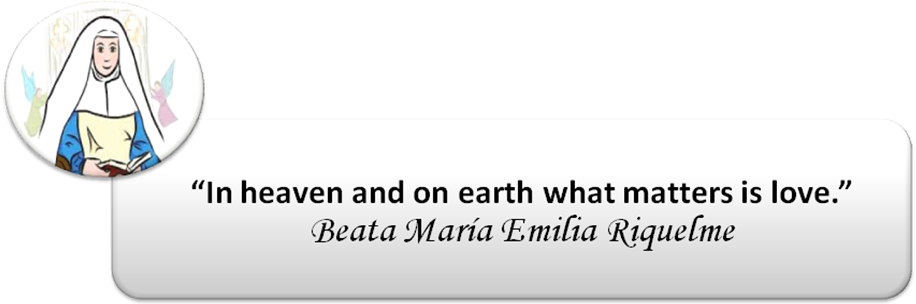 “In heaven and on earth what matters is love.”
Beata María Emilia Riquelme